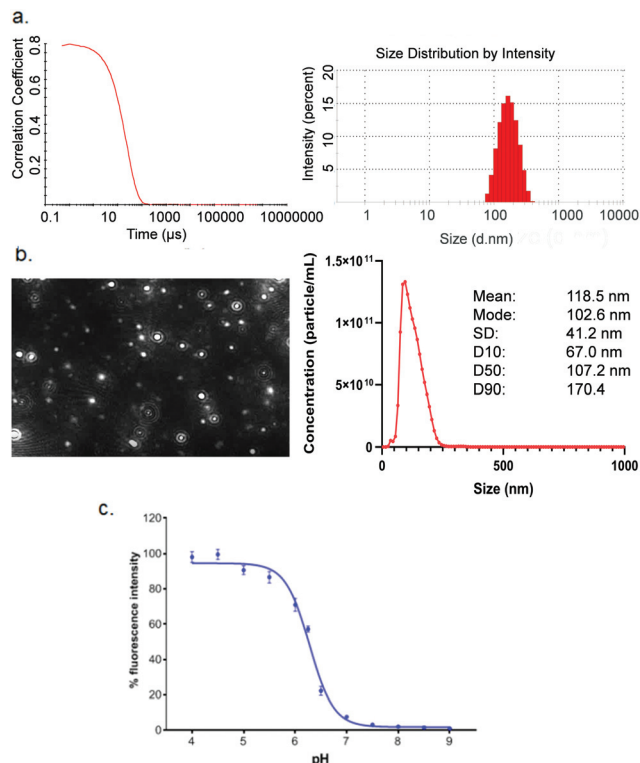 a.
Correlation Coefficient
0.8
0.6
0.4
0.2
0.1 10 1000 100000 10000000
Time (µs)
Size Distribution by Intensity
Intensity (percent)
20
15
10
5
1 10 100 1000 10000
Size (d.nm)
b.
Concentration (particle/mL)
1.5×10¹¹
1×10¹¹
5×10¹⁰
0
0 500 1000
Size (nm)
Mean: 118.5 nm
Mode: 102.6 nm
SD: 41.2 nm
D10: 67.0 nm
D50: 107.2 nm
D90: 170.4
c.
% fluorescence intensity
120
100
80
60
40
20
0
4 5 6 7 8 9
pH